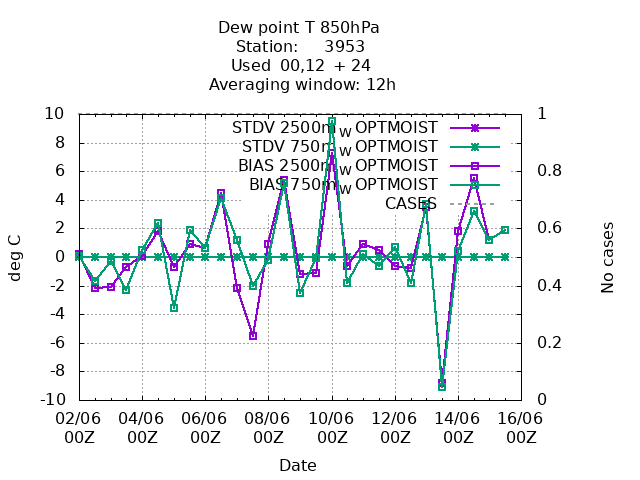 Dew point T 850hPa
Station: 3953
Used 00,12 + 24
Averaging window: 12h
STDV 2500m W OPTMOIST
STDV 750m W OPTMOIST
BIAS 2500m W OPTMOIST
BIAS 750m W OPTMOIST
CASES
deg C
10
8
6
4
2
0
-2
-4
-6
-8
-10
No cases
1
0.8
0.6
0.4
0.2
0
02/06 04/06 06/06 08/06 10/06 12/06 14/06 16/06
00Z 00Z 00Z 00Z 00Z 00Z 00Z 00Z
Date